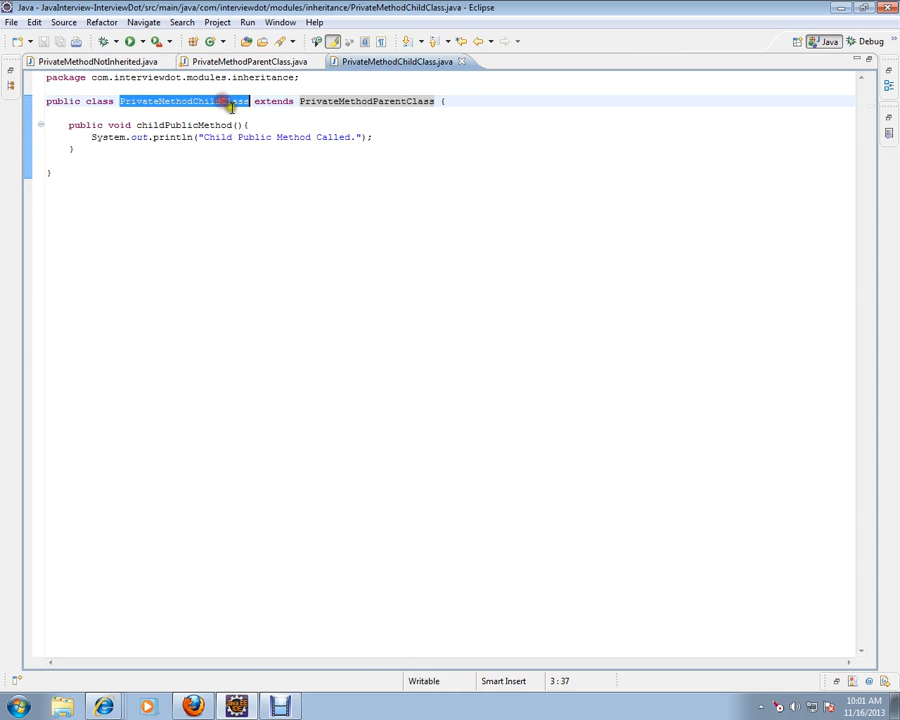 Java - JavaInterview-InterviewDot/src/main/java/com/interviewdot/modules/inheritance/PrivateMethodChildClass.java - Eclipse
File Edit Source Refactor Navigate Search Project Run Window Help
Java Debug
PrivateMethodNotInherited.java PrivateMethodParentClass.java PrivateMethodChildClass.java
package com.interviewdot.modules.inheritance;
public class PrivateMethodChildClass extends PrivateMethodParentClass {
public void childPublicMethod(){
System.out.println("Child Public Method Called.");
}
}
Writable Smart Insert 3 : 37
10:01 AM
11/16/2013